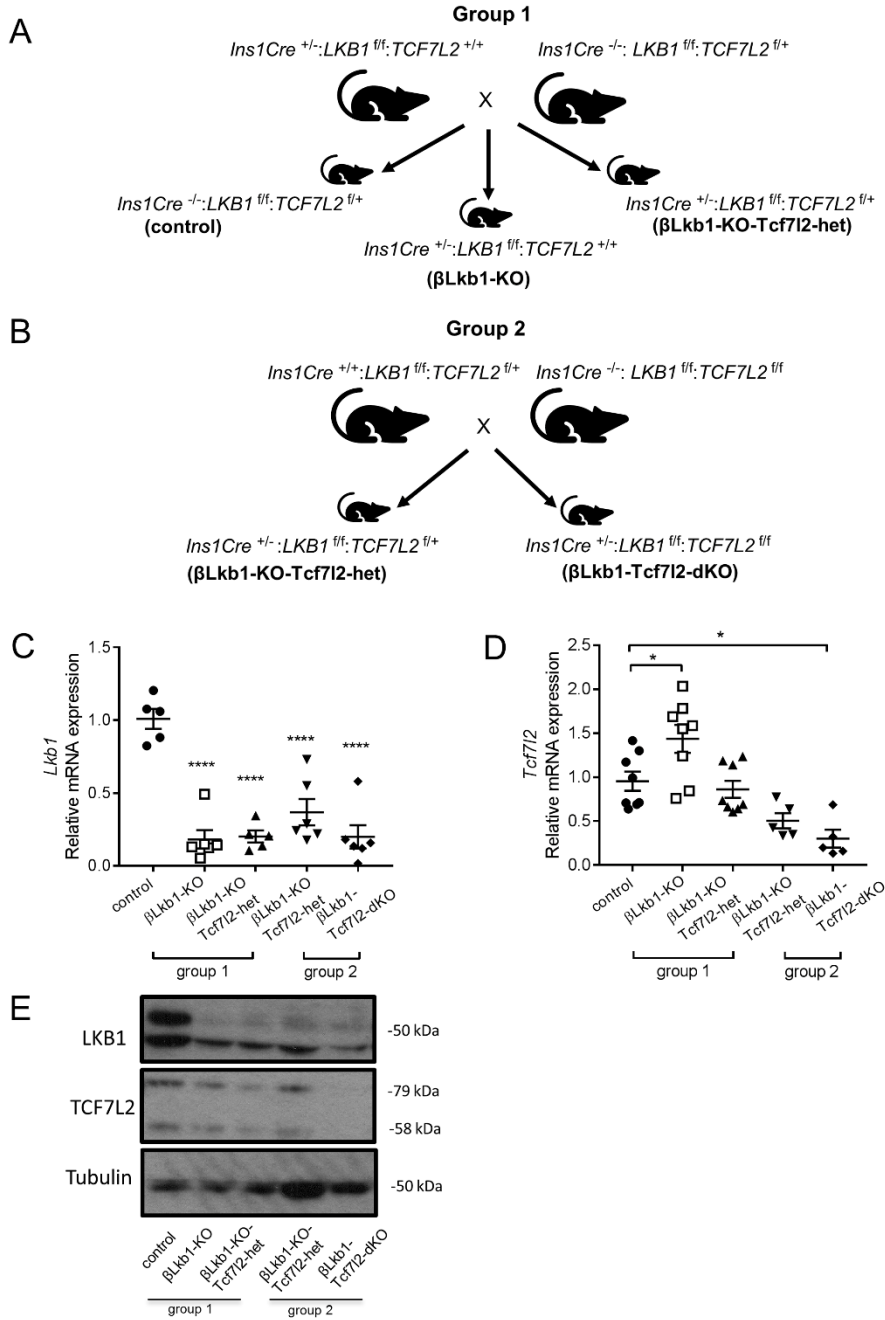 A
Group 1
Ins1Cre +/-:LKB1 f/f:TCF7L2 +/+
Ins1Cre -/-: LKB1 f/f:TCF7L2 f/+
X
Ins1Cre -/-:LKB1 f/f:TCF7L2 f/+
(control)
Ins1Cre +/-:LKB1 f/f:TCF7L2 +/+
(βLkb1-KO)
Ins1Cre +/-:LKB1 f/f:TCF7L2 f/+
(βLkb1-KO-Tcf7l2-het)
B
Group 2
Ins1Cre +/+:LKB1 f/f:TCF7L2 f/+
Ins1Cre -/-: LKB1 f/f:TCF7L2 f/f
X
Ins1Cre +/-:LKB1 f/f:TCF7L2 f/+
(βLkb1-KO-Tcf7l2-het)
Ins1Cre +/-:LKB1 f/f:TCF7L2 f/f
(βLkb1-Tcf7l2-dKO)
C
Lkb1
Relative mRNA expression
1.5
1.0
0.5
0.0
****
****
****
****
control
βLkb1-KO
βLkb1-KO
Tcf7l2-het
βLkb1-KO
Tcf7l2-het
βLkb1-
Tcf7l2-dKO
group 1
group 2
D
Tcf7l2
Relative mRNA expression
2.5
2.0
1.5
1.0
0.5
0.0
*
*
control
βLkb1-KO
βLkb1-KO
Tcf7l2-het
βLkb1-KO
Tcf7l2-het
βLkb1-
Tcf7l2-dKO
group 1
group 2
E
LKB1
-50 kDa
TCF7L2
-79 kDa
-58 kDa
Tubulin
-50 kDa
control
βLkb1-KO
βLkb1-KO-
Tcf7l2-het
βLkb1-KO-
Tcf7l2-het
βLkb1-
Tcf7l2-dKO
group 1
group 2